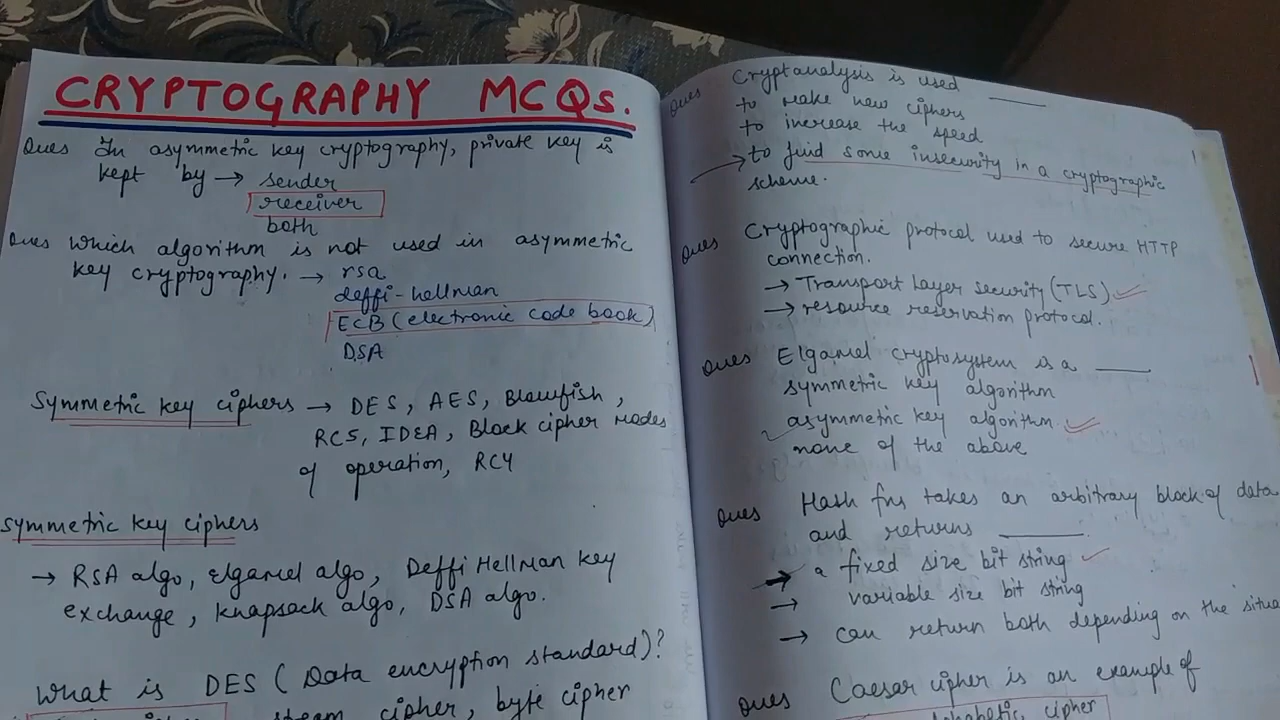 CRYPTOGRAPHY MCQs.
Ques In asymmetric key cryptography, private key is
kept by → sender
receiver
both
Ques Which algorithm is not used in asymmetric
key cryptography. → rsa
deffi-hellman
ECB (electronic code book)
DSA
Symmetric key ciphers → DES, AES, Blowfish,
RC5, IDEA, Block cipher modes
of operation, RC4
symmetric key ciphers
→ RSA algo, Elgamel algo, Deffi Hellman key
exchange, knapsack algo, DSA algo.
What is DES (Data encryption standard)?
cipher, byte cipher
Ques Cryptanalysis is used ____
to make new ciphers
to increase the speed
→ to find some insecurity in a cryptographic
scheme.
Ques Cryptographic protocol used to secure HTTP
connection.
→ Transport layer security (TLS)
→ resource reservation protocol.
Ques Elgamel cryptosystem is a ____
symmetric key algorithm
asymmetric key algorithm
none of the above
Ques Hash fns takes an arbitrary block of data
and returns ____
→ a fixed size bit string
→ variable size bit string
→ can return both depending on the situa
Ques Caesar cipher is an example of
cipher